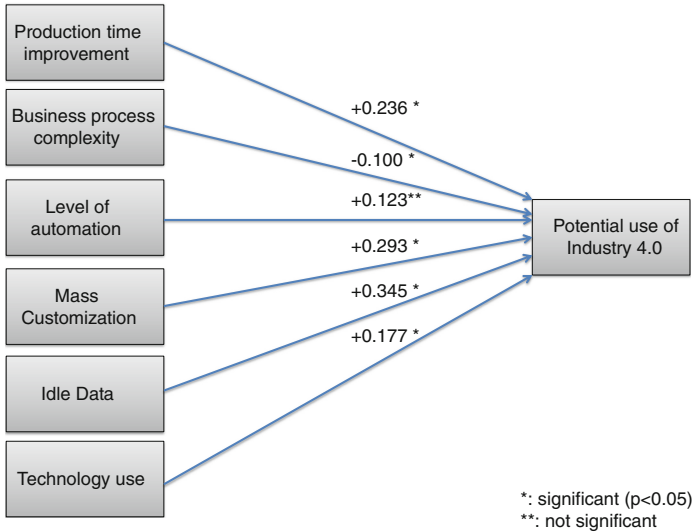 Production time
improvement
+0.236 *
Business process
complexity
-0.100 *
Level of
automation
+0.123**
Potential use of
Industry 4.0
+0.293 *
Mass
Customization
+0.345 *
+0.177 *
Idle Data
Technology use
*: significant (p<0.05)
**: not significant